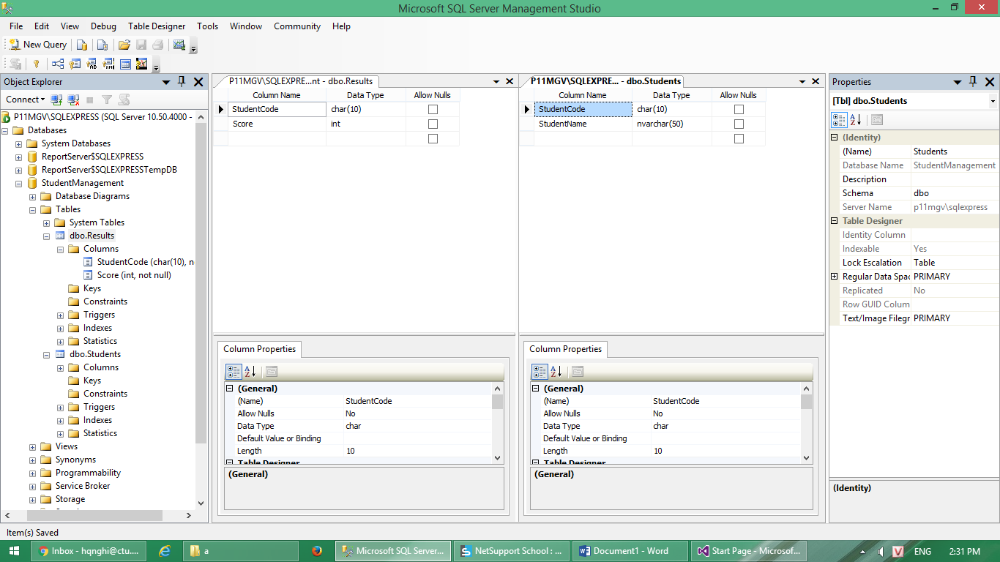 Microsoft SQL Server Management Studio
File Edit View Debug Table Designer Tools Window Community Help
New Query
Object Explorer
Connect
P11MGV\SQLEXPRESS (SQL Server 10.50.4000 -
Databases
System Databases
ReportServer$SQLEXPRESS
ReportServer$SQLEXPRESSTempDB
StudentManagement
Database Diagrams
Tables
System Tables
dbo.Results
Columns
StudentCode (char(10), n
Score (int, not null)
Keys
Constraints
Triggers
Indexes
Statistics
dbo.Students
Columns
Keys
Constraints
Triggers
Indexes
Statistics
Views
Synonyms
Programmability
Service Broker
Storage
P11MGV\SQLEXPRE...nt - dbo.Results
Column Name Data Type Allow Nulls
StudentCode char(10)
Score int
Column Properties
(General)
(Name) StudentCode
Allow Nulls No
Data Type char
Default Value or Binding
Length 10
Table Designer
(General)
P11MGV\SQLEXPRE... - dbo.Students
Column Name Data Type Allow Nulls
StudentCode char(10)
StudentName nvarchar(50)
Column Properties
(General)
(Name) StudentCode
Allow Nulls No
Data Type char
Default Value or Binding
Length 10
Table Designer
(General)
Properties
[Tbl] dbo.Students
(Identity)
(Name) Students
Database Name StudentManagement
Description
Schema dbo
Server Name p11mgv\sqlexpress
Table Designer
Identity Column
Indexable Yes
Lock Escalation Table
Regular Data Spac PRIMARY
Replicated No
Row GUID Colum
Text/Image Filegr PRIMARY
(Identity)
Item(s) Saved
Inbox - hqnghi@ctu....
a
Microsoft SQL Server...
NetSupport School : ...
Document1 - Word
Start Page - Microsof...
ENG
2:31 PM